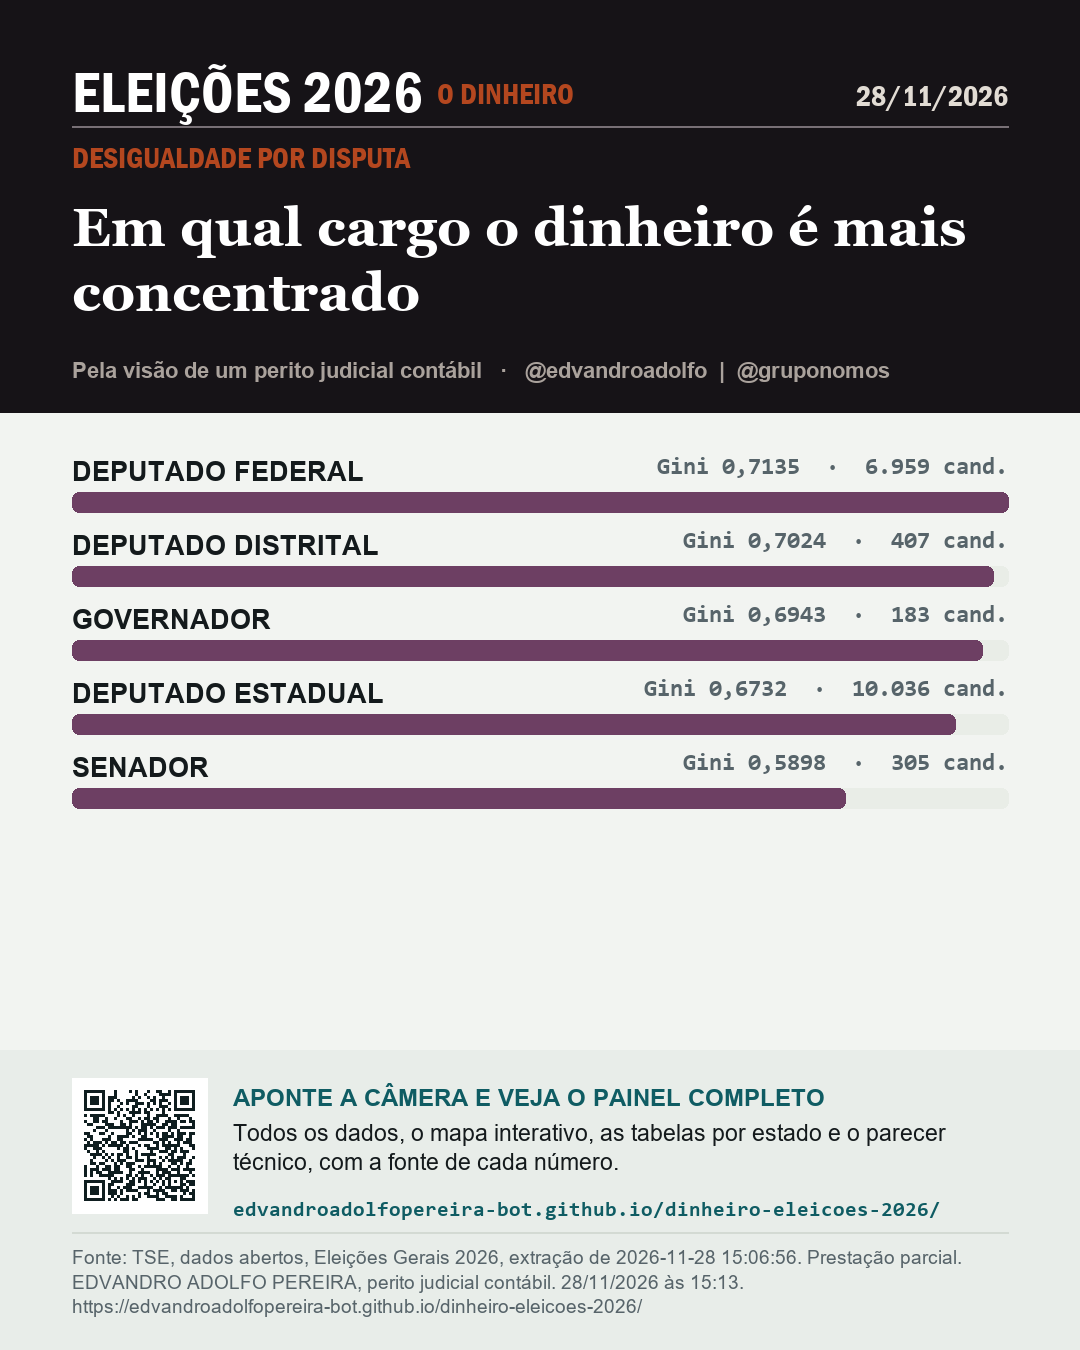 ELEIÇÕES 2026 O DINHEIRO 28/11/2026
DESIGUALDADE POR DISPUTA
Em qual cargo o dinheiro é mais
concentrado
Pela visão de um perito judicial contábil · @edvandroadolfo | @gruponomos
DEPUTADO FEDERAL Gini 0,7135 · 6.959 cand.
DEPUTADO DISTRITAL Gini 0,7024 · 407 cand.
GOVERNADOR Gini 0,6943 · 183 cand.
DEPUTADO ESTADUAL Gini 0,6732 · 10.036 cand.
SENADOR Gini 0,5898 · 305 cand.
APONTE A CÂMERA E VEJA O PAINEL COMPLETO
Todos os dados, o mapa interativo, as tabelas por estado e o parecer
técnico, com a fonte de cada número.
edvandroadolfopereira-bot.github.io/dinheiro-eleicoes-2026/
Fonte: TSE, dados abertos, Eleições Gerais 2026, extração de 2026-11-28 15:06:56. Prestação parcial.
EDVANDRO ADOLFO PEREIRA, perito judicial contábil. 28/11/2026 às 15:13.
https://edvandroadolfopereira-bot.github.io/dinheiro-eleicoes-2026/